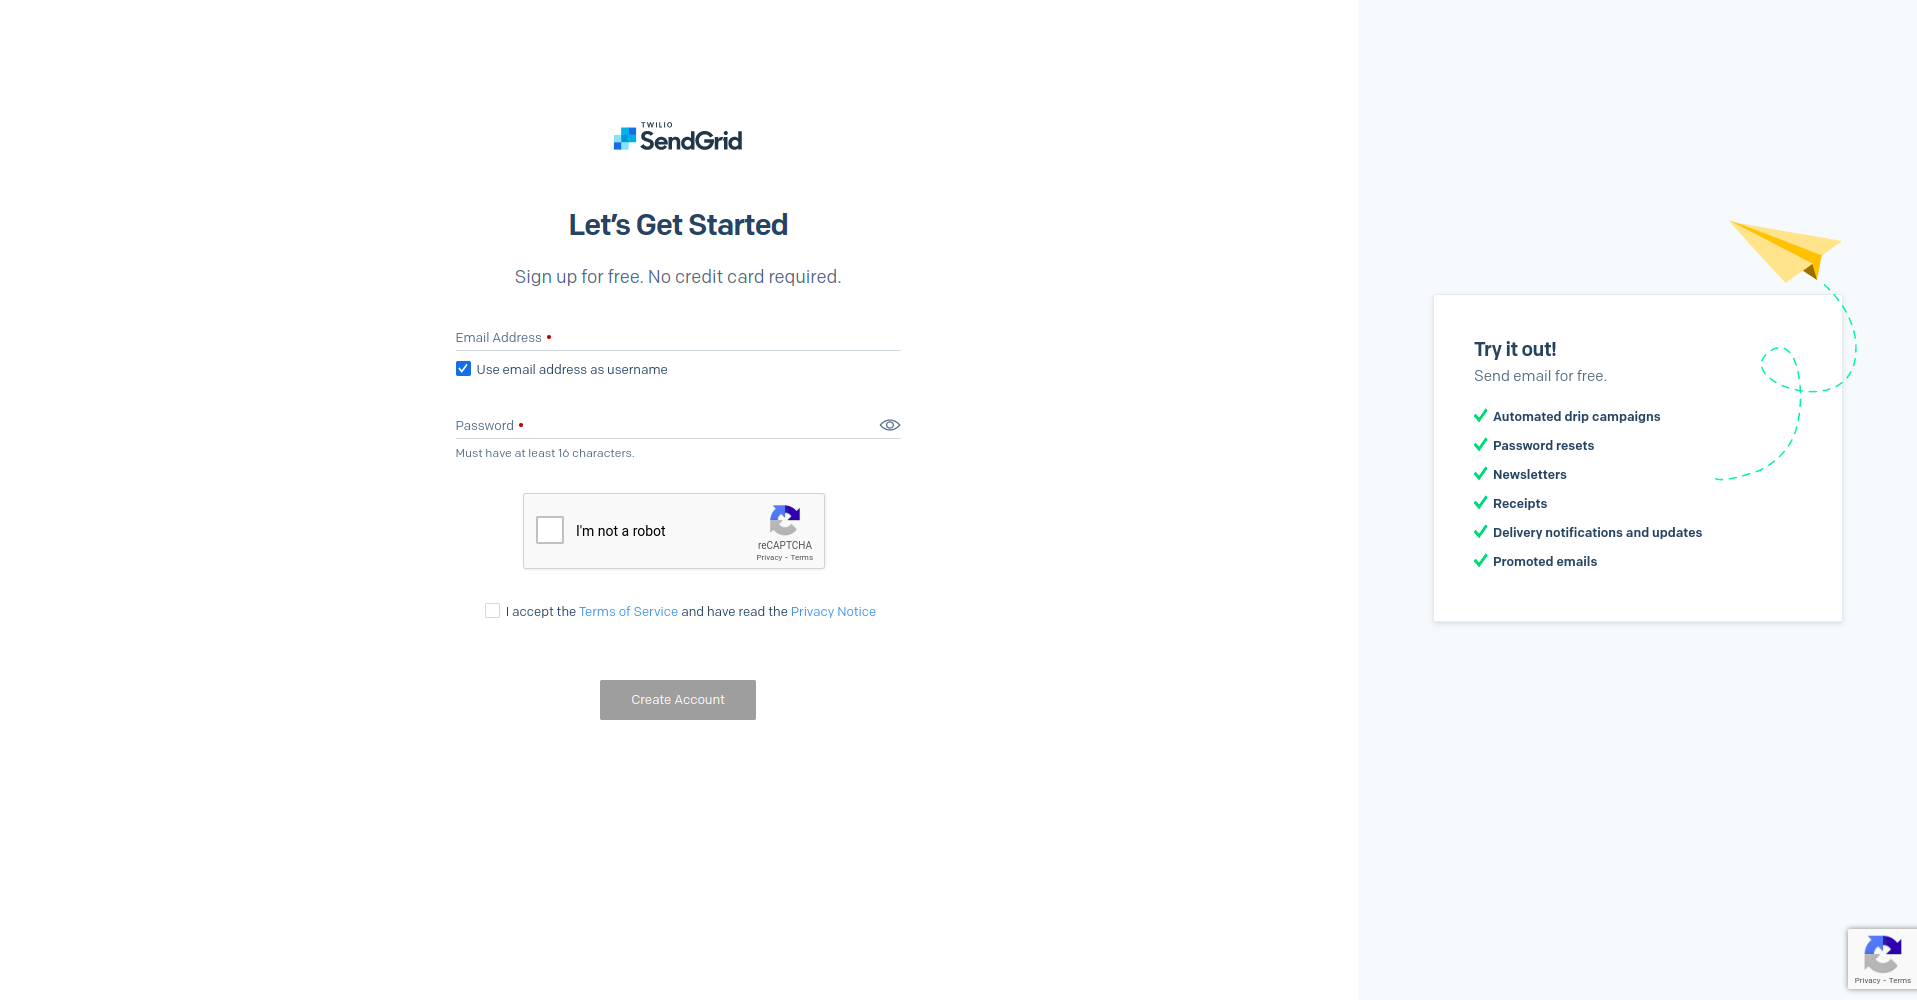 TWILIO
SendGrid
Let's Get Started
Sign up for free. No credit card required.
Email Address •
Use email address as username
Password •
Must have at least 16 characters.
I'm not a robot
reCAPTCHA
Privacy - Terms
I accept the Terms of Service and have read the Privacy Notice
Create Account
Try it out!
Send email for free.
Automated drip campaigns
Password resets
Newsletters
Receipts
Delivery notifications and updates
Promoted emails
Privacy - Terms